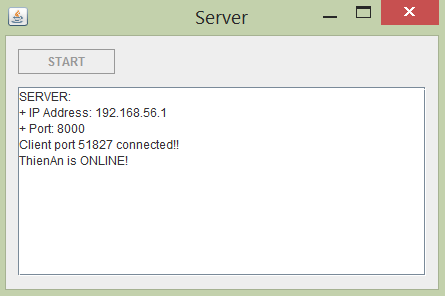 Server
START
SERVER:
+ IP Address: 192.168.56.1
+ Port: 8000
Client port 51827 connected!!
ThienAn is ONLINE!